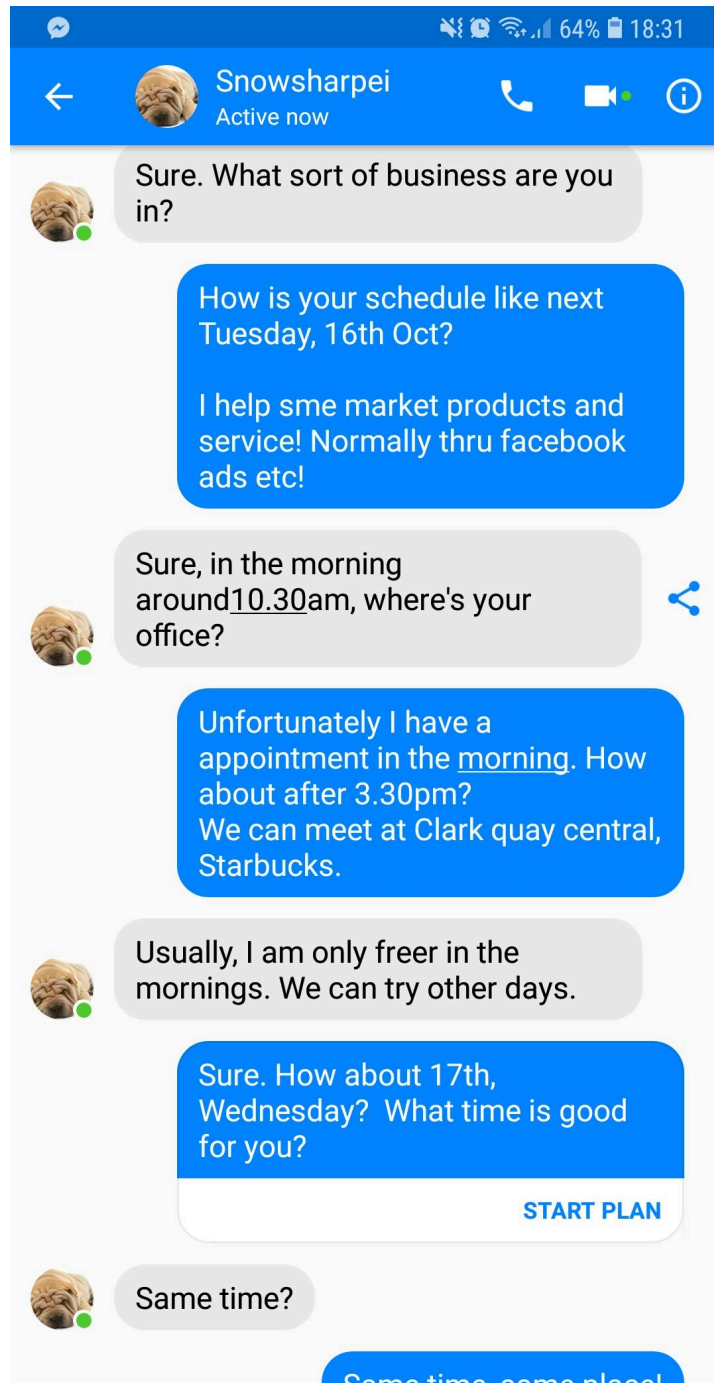 64% 18:31
Snowsharpei
Active now
Sure. What sort of business are you
in?
How is your schedule like next
Tuesday, 16th Oct?
I help sme market products and
service! Normally thru facebook
ads etc!
Sure, in the morning
around10.30am, where's your
office?
Unfortunately I have a
appointment in the morning. How
about after 3.30pm?
We can meet at Clark quay central,
Starbucks.
Usually, I am only freer in the
mornings. We can try other days.
Sure. How about 17th,
Wednesday?  What time is good
for you?
START PLAN
Same time?
Same time, same place!